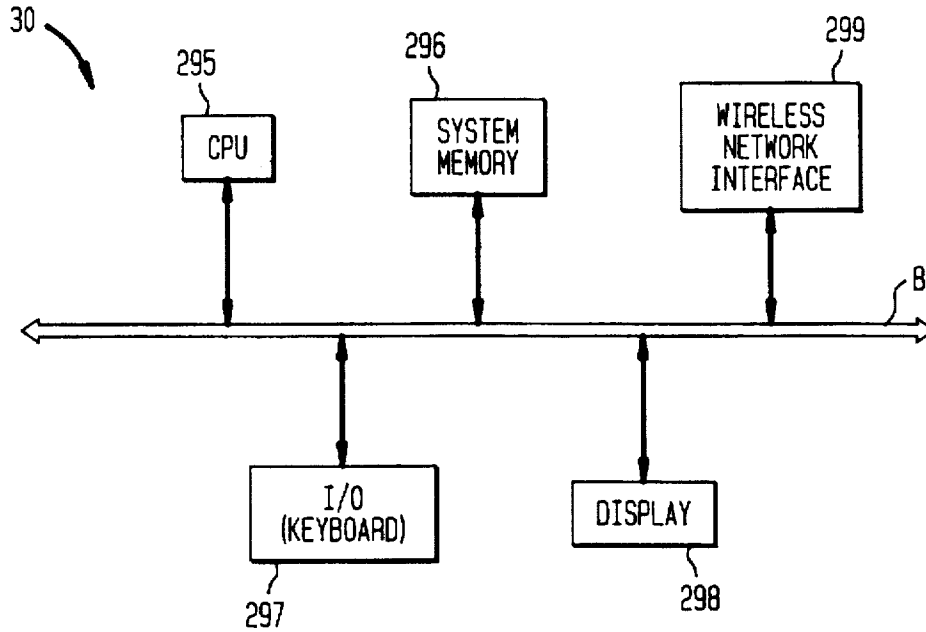 30
295
296
299
CPU
SYSTEM
MEMORY
WIRELESS
NETWORK
INTERFACE
B
I/O
(KEYBOARD)
DISPLAY
297
298